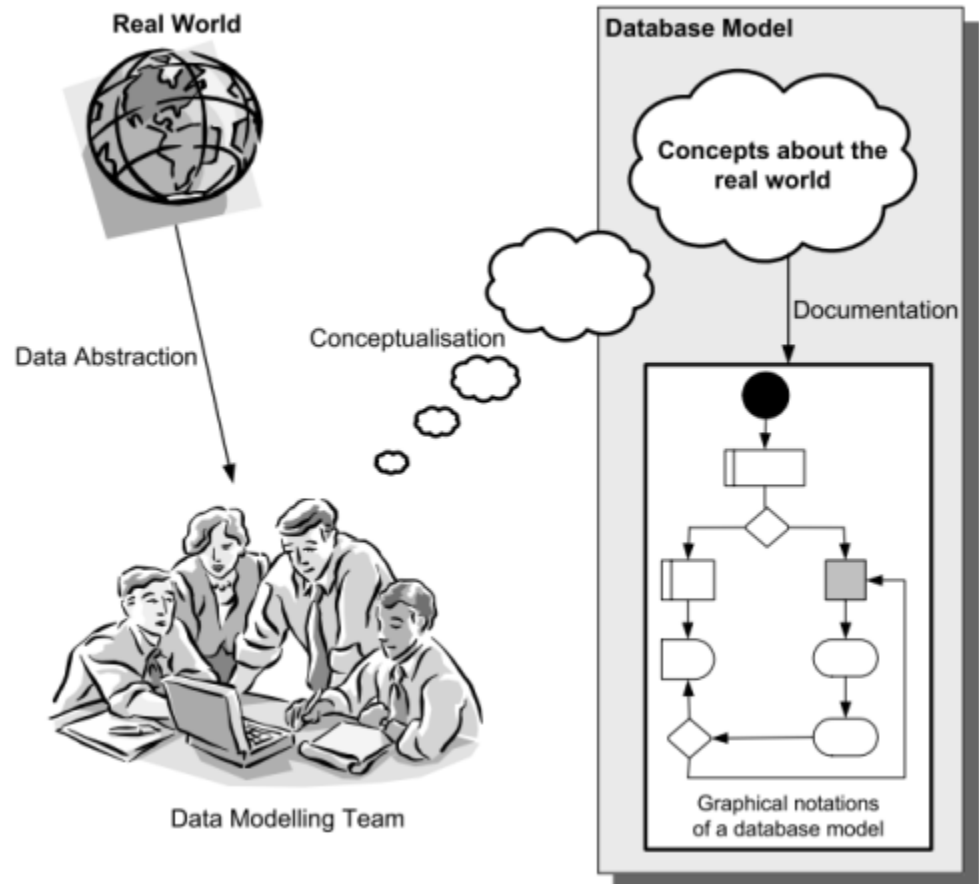 Real World
Database Model
Concepts about the
real world
Documentation
Conceptualisation
Data Abstraction
Data Modelling Team
Graphical notations
of a database model